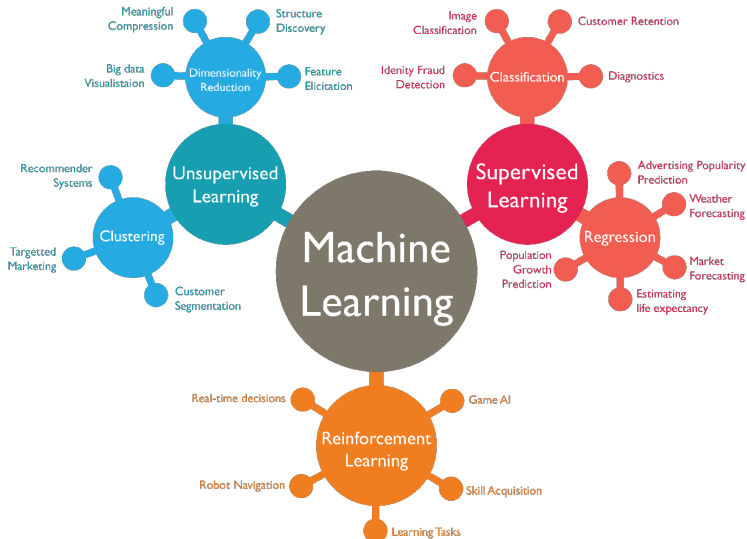 Meaningful
Compression
Structure
Discovery
Big data
Visualistaion
Dimensionality
Reduction
Feature
Elicitation
Unsupervised
Learning
Recommender
Systems
Clustering
Targetted
Marketing
Customer
Segmentation
Image
Classification
Customer Retention
Idenity Fraud
Detection
Classification
Diagnostics
Supervised
Learning
Advertising Popularity
Prediction
Weather
Forecasting
Regression
Population
Growth
Prediction
Market
Forecasting
Estimating
life expectancy
Machine
Learning
Real-time decisions
Game AI
Reinforcement
Learning
Robot Navigation
Skill Acquisition
Learning Tasks